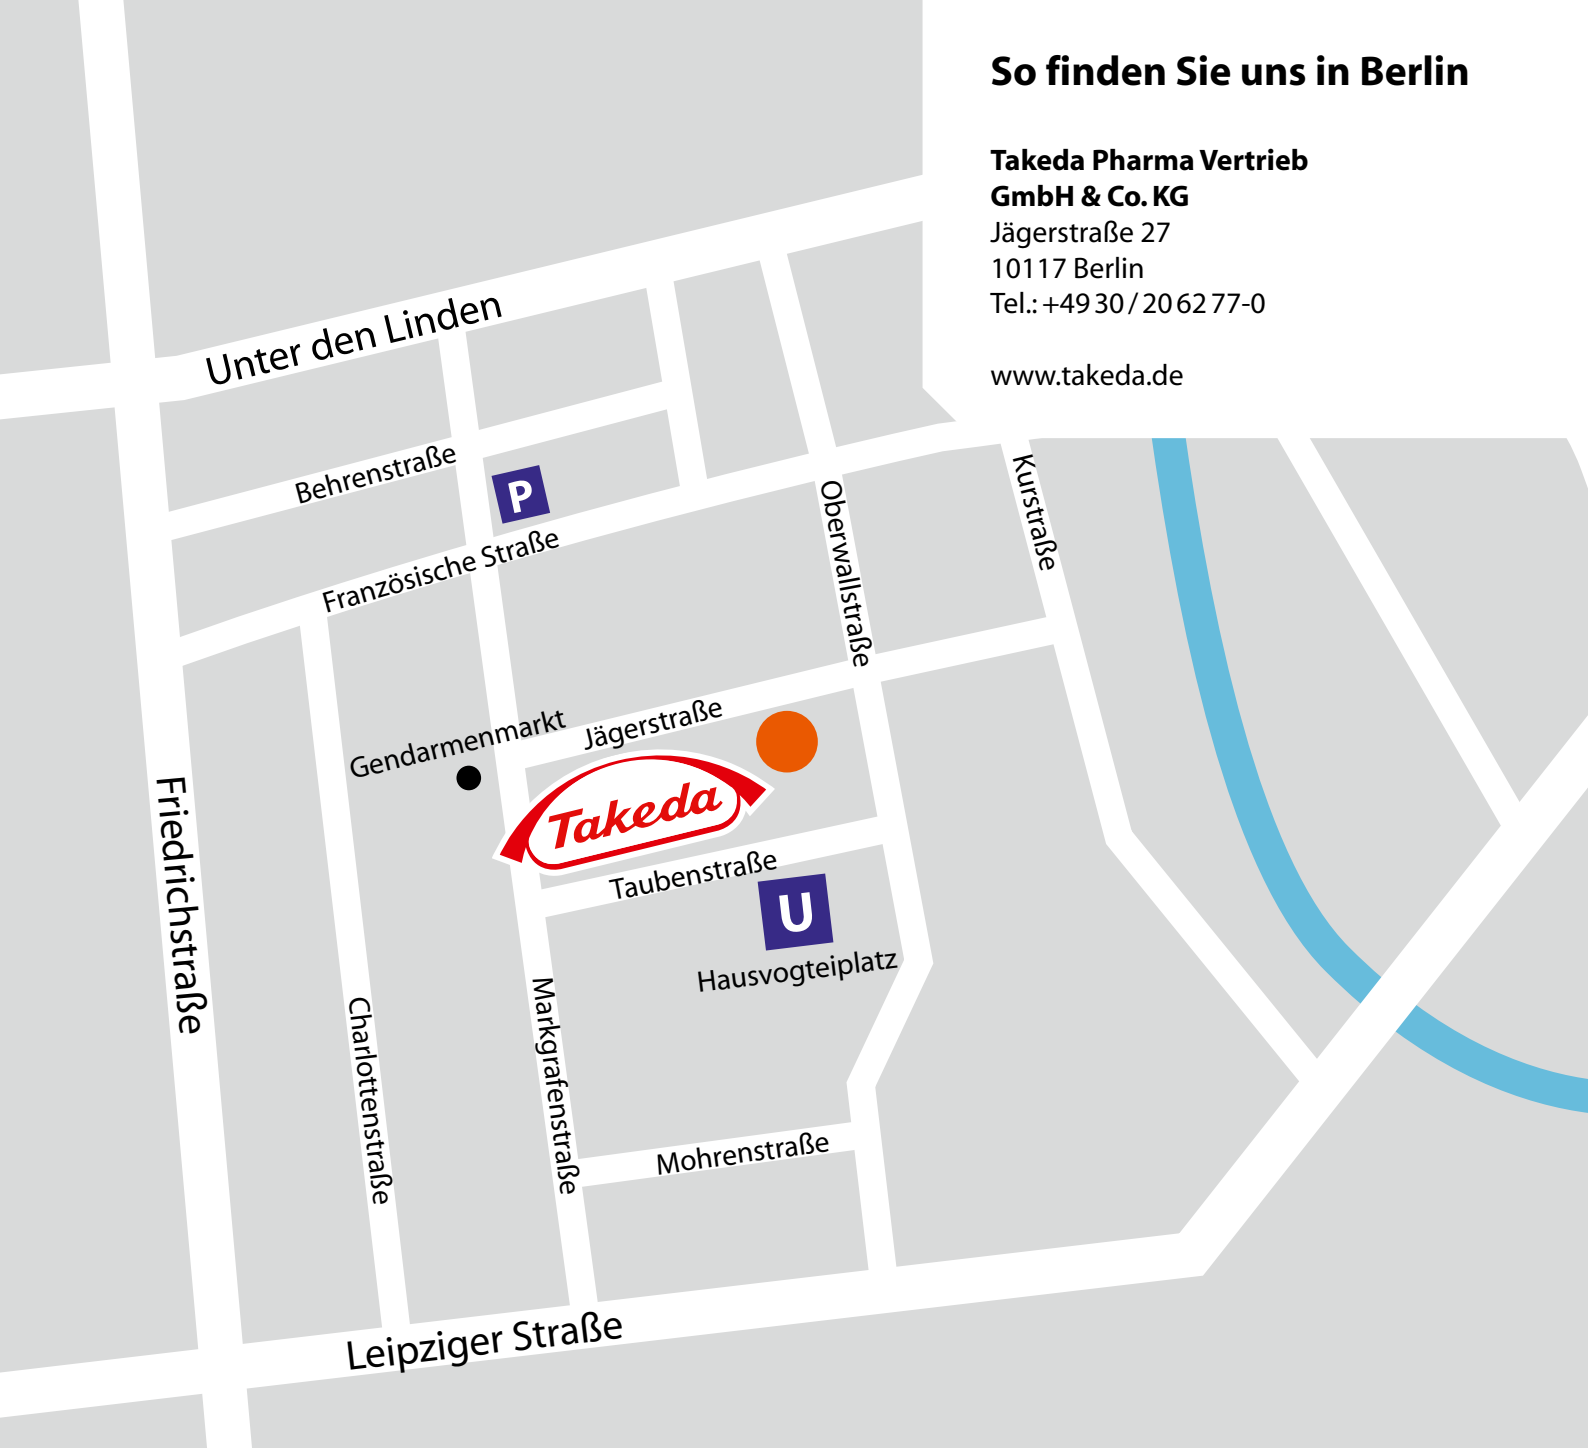 So finden Sie uns in Berlin
Takeda Pharma Vertrieb
GmbH & Co. KG
Jägerstraße 27
10117 Berlin
Tel.: +49 30 / 20 62 77-0
www.takeda.de
Unter den Linden
Behrenstraße
P
Französische Straße
Oberwallstraße
Kurstraße
Gendarmenmarkt
Jägerstraße
Takeda
Taubenstraße
U
Hausvogteiplatz
Friedrichstraße
Charlottenstraße
Markgrafenstraße
Mohrenstraße
Leipziger Straße